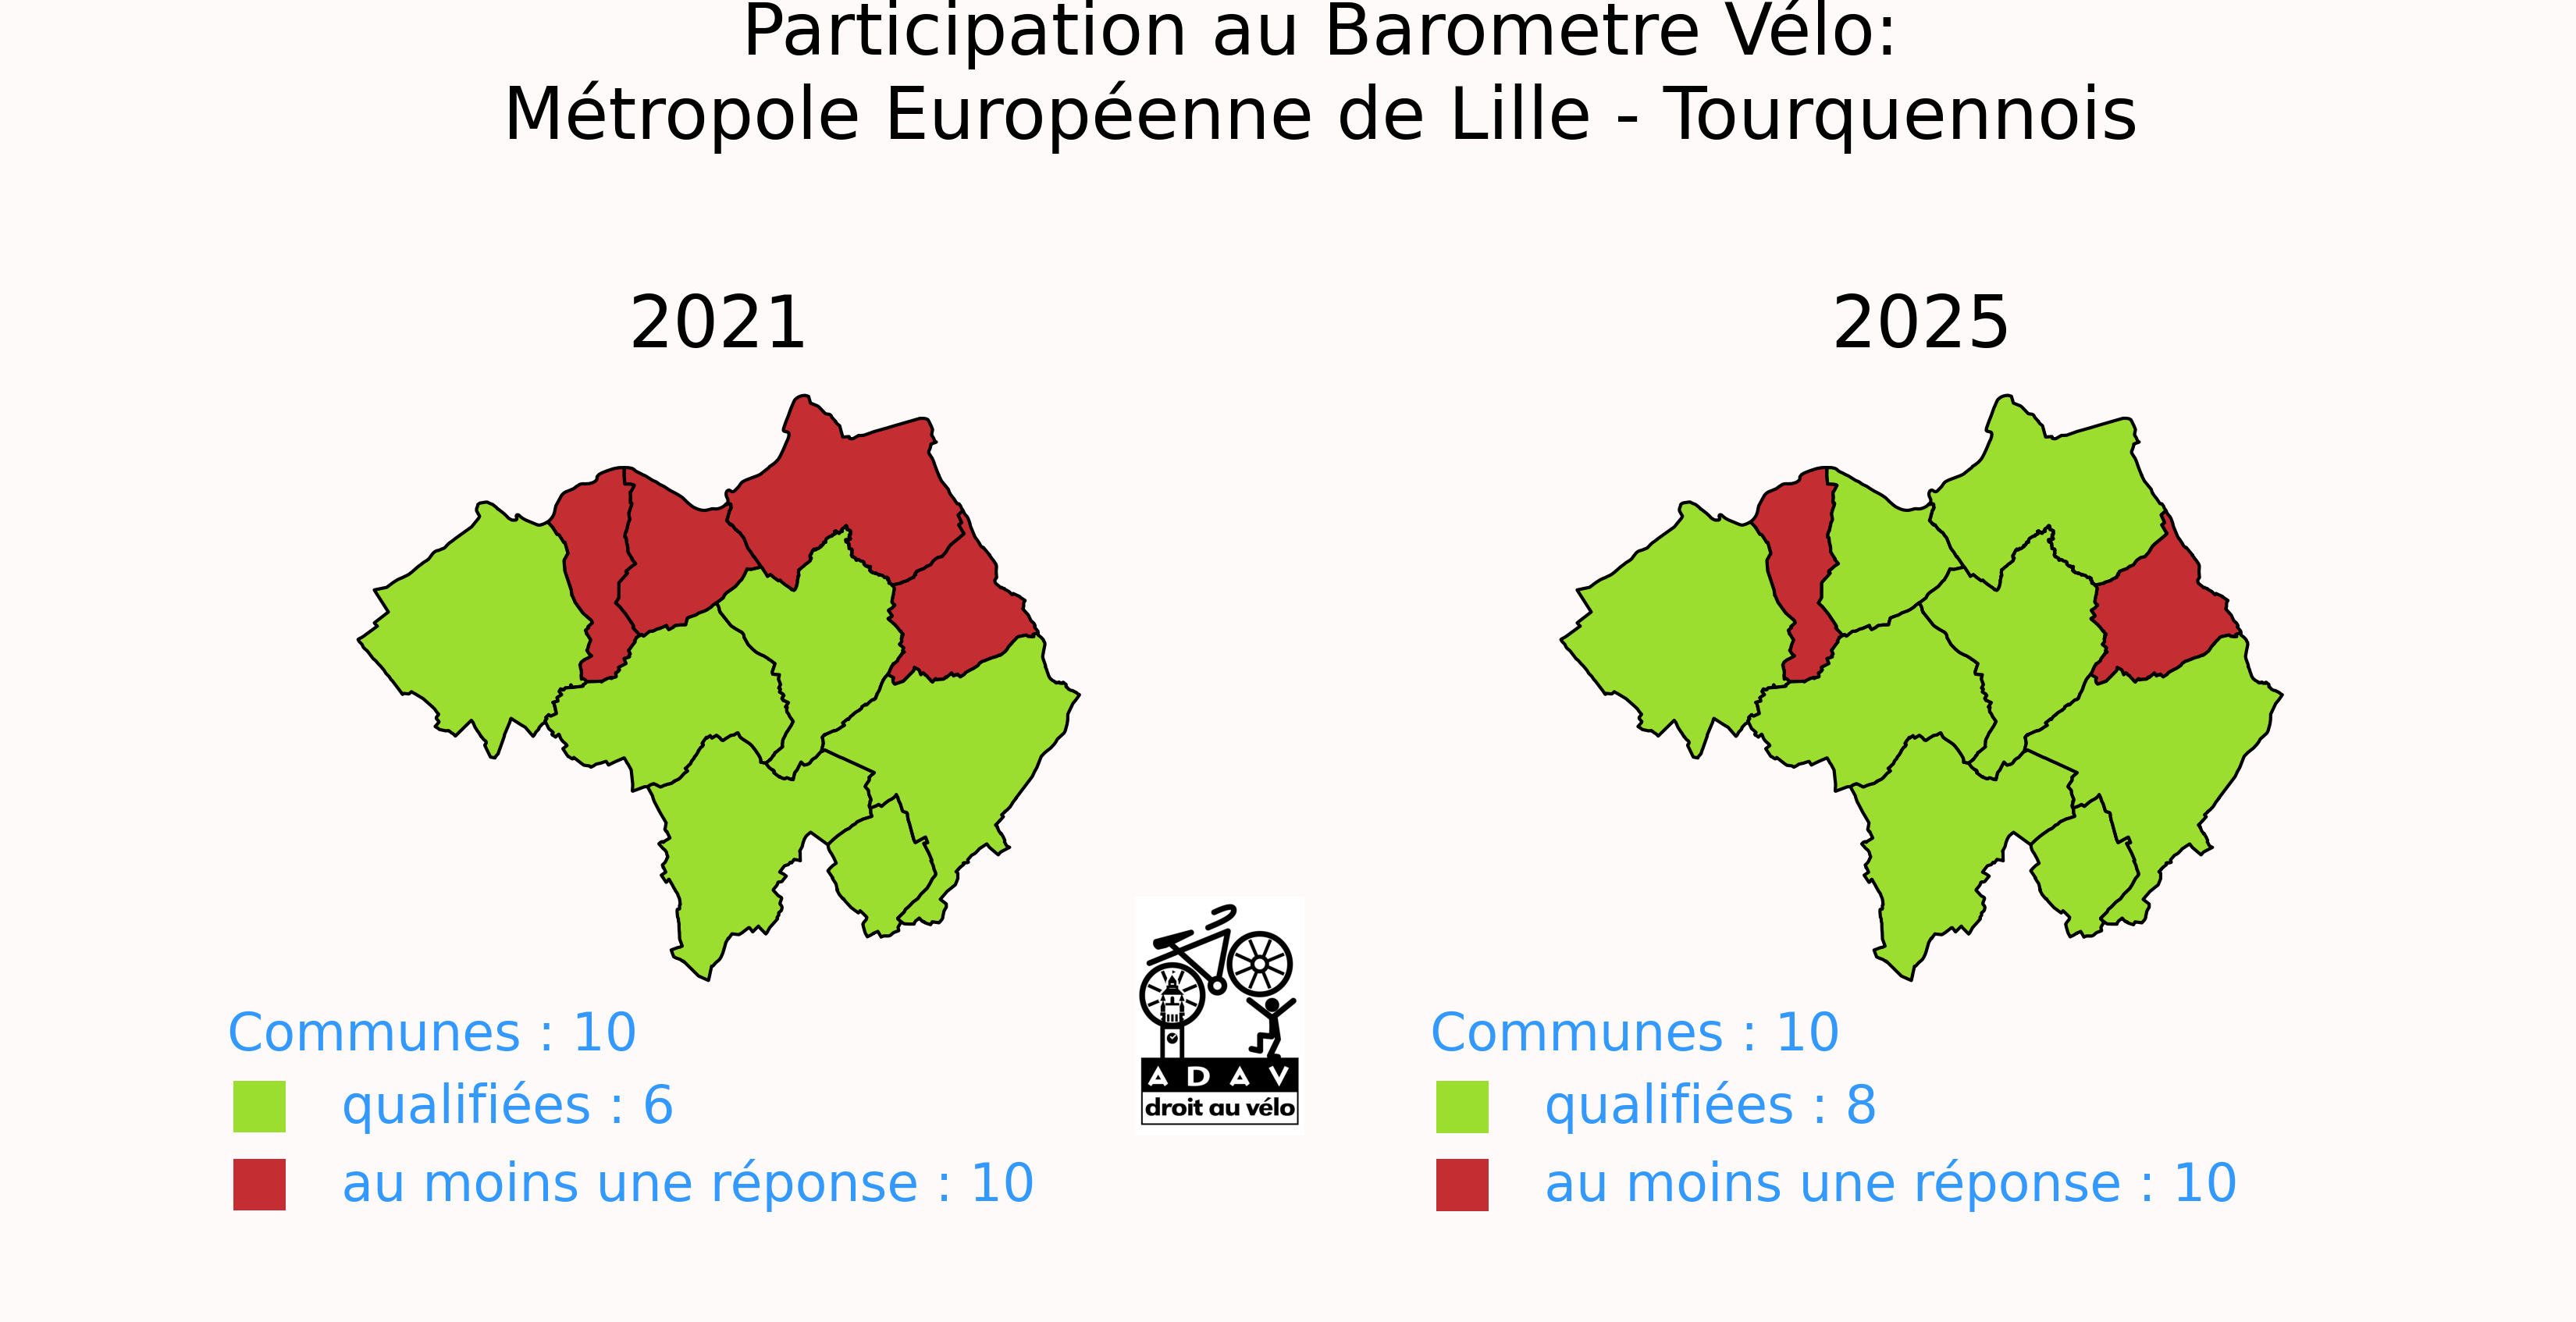 Participation au Barometre Vélo:
Métropole Européenne de Lille - Tourquennois
2021
2025
Communes : 10
qualifiées : 6
au moins une réponse : 10
ADAV
droit au vélo
Communes : 10
qualifiées : 8
au moins une réponse : 10